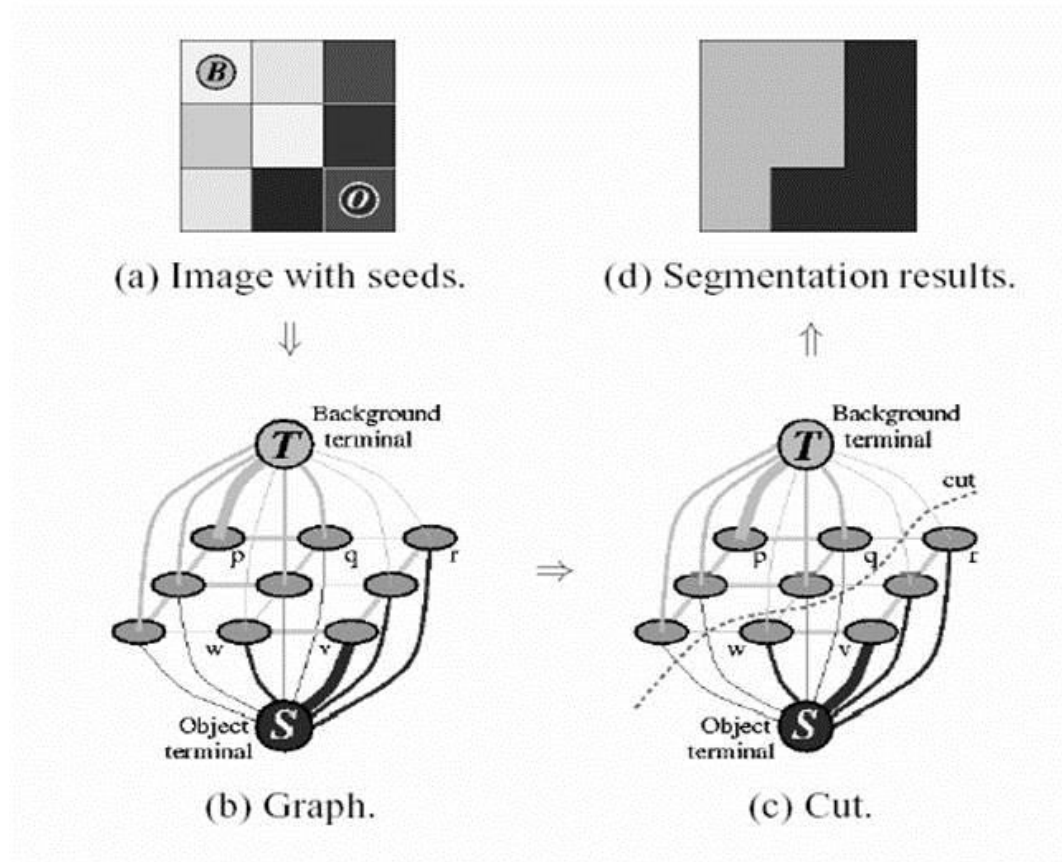 B
O
(a) Image with seeds.
(d) Segmentation results.
Background
terminal
T
p
q
r
w
v
S
Object
terminal
(b) Graph.
Background
terminal
T
cut
p
q
r
w
v
S
Object
terminal
(c) Cut.